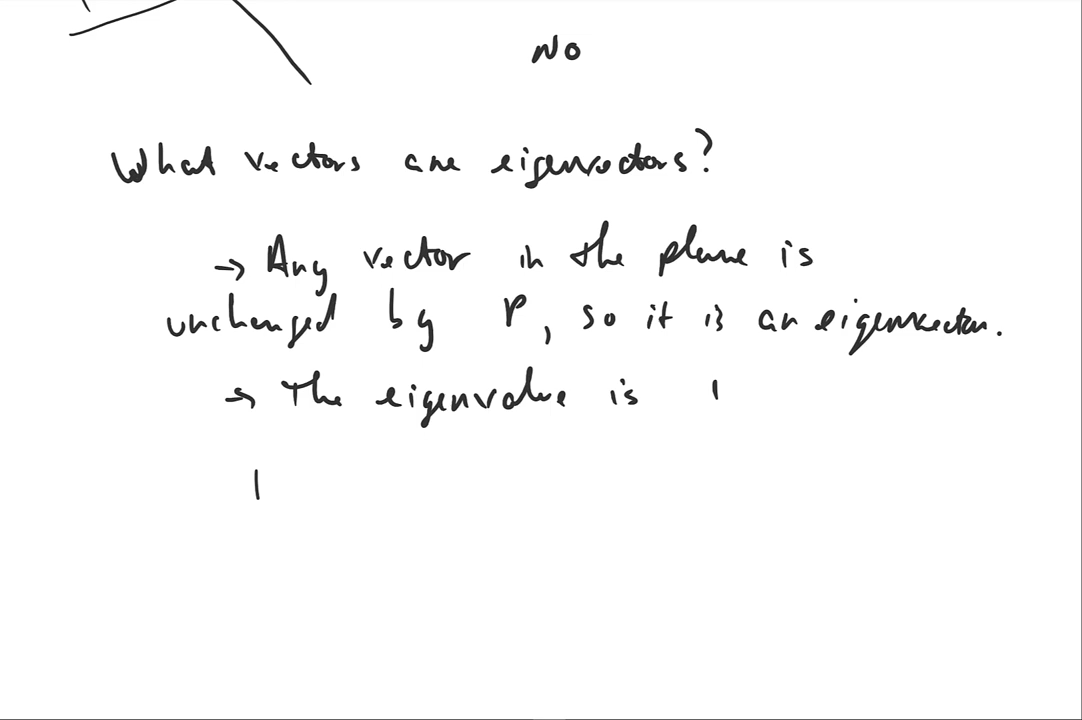 NO
What vectors are eigenvectors?
→ Any vector in the plane is
unchanged by P, so it is an eigenvector.
→ The eigenvalue is 1